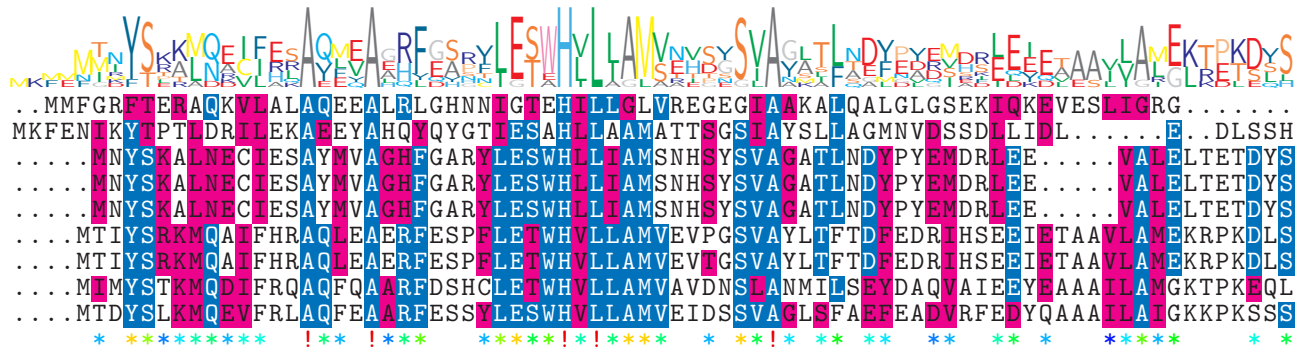 ..MMFGRFTERAQKVLALAQEEALRLGHNNIGTEHILLGLVREGEGIAAKALQALGLGSEKIQKEVESLIGRG.......
MKFENIKYTPTLDRILEKAEEYAHQYQYGTIESAHLLAAMATTSGSIAYSLLAGMNVDSSDLLIDL......E..DLSSH
.....MNYSKALNECIESAYMVAGHFGARYLESWHLLIAMSNHSYSVAGATLNDYPYEMDRLEE.....VALELTETDYS
.....MNYSKALNECIESAYMVAGHFGARYLESWHLLIAMSNHSYSVAGATLNDYPYEMDRLEE.....VALELTETDYS
.....MNYSKALNECIESAYMVAGHFGARYLESWHLLIAMSNHSYSVAGATLNDYPYEMDRLEE.....VALELTETDYS
....MTIYSRKMQAIFHRAQLEAERFESPFLETWHVLLAMVEVPGSVAYLTFTDFEDRIHSEEIETAAVLAMEKRPKDLS
....MTIYSRKMQAIFHRAQLEAERFESPFLETWHVLLAMVEVTGSVAYLTFTDFEDRIHSEEIETAAVLAMEKRPKDLS
....MIMYSTKMQDIFRQAQFQAARFDSHCLETWHVLLAMVAVDNSLANMILSEYDAQVAIEEYEAAAILAMGKTPKEQL
....MTDYSLKMQEVFRLAQFEAARFESSYLESWHVLLAMVEIDSSVAGLSFAEFEADVRFEDYQAAAILAIGKKPKSSS